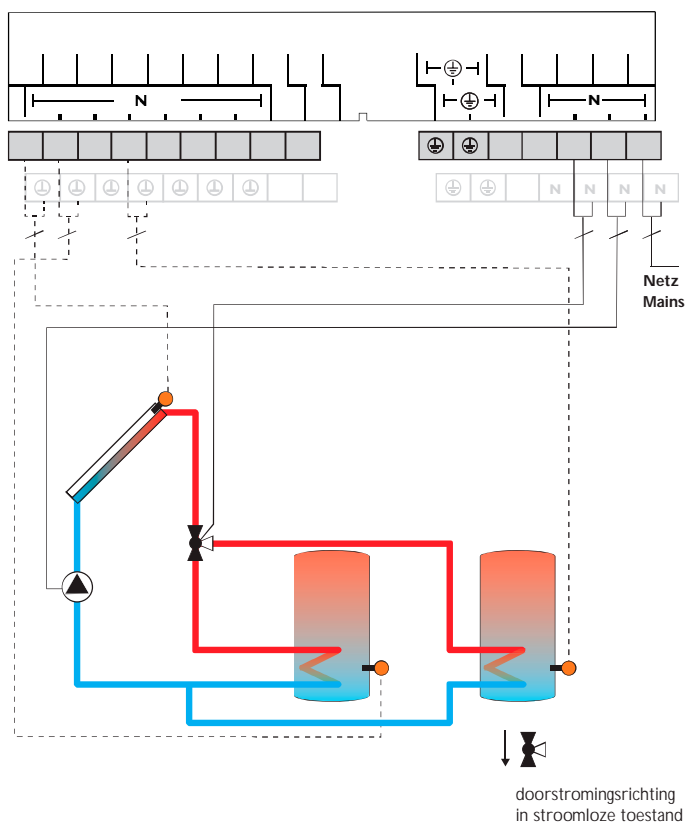 N
N
N N N N
Netz
Mains
doorstromingsrichting
in stroomloze toestand